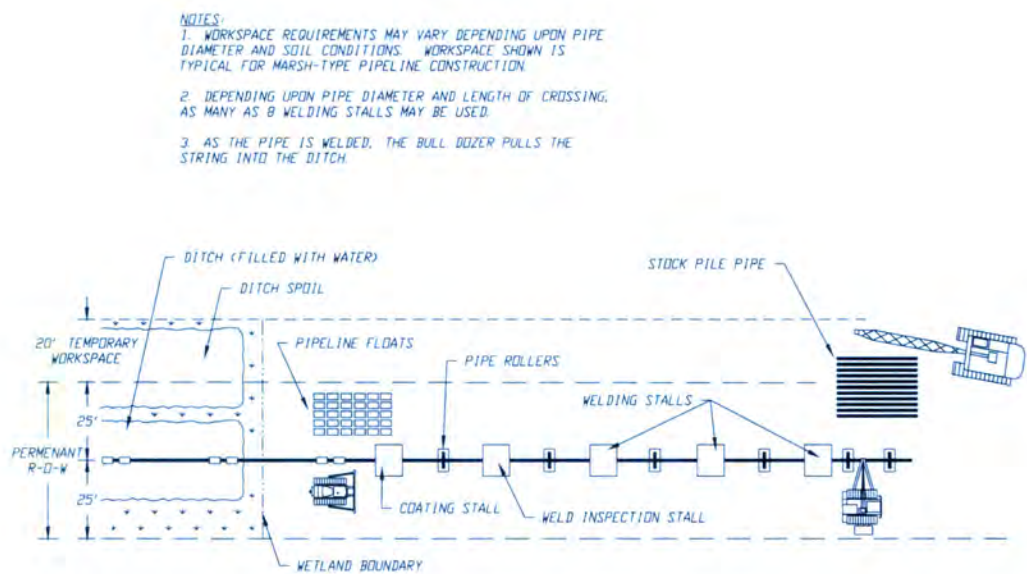 NOTES:
1. WORKSPACE REQUIREMENTS MAY VARY DEPENDING UPON PIPE
DIAMETER AND SOIL CONDITIONS. WORKSPACE SHOWN IS
TYPICAL FOR MARSH-TYPE PIPELINE CONSTRUCTION.
2. DEPENDING UPON PIPE DIAMETER AND LENGTH OF CROSSING,
AS MANY AS 8 WELDING STALLS MAY BE USED.
3. AS THE PIPE IS WELDED, THE BULL DOZER PULLS THE
STRING INTO THE DITCH.
DITCH (FILLED WITH WATER)
STOCK PILE PIPE
DITCH SPOIL
20' TEMPORARY
WORKSPACE
PIPELINE FLOATS
PIPE ROLLERS
WELDING STALLS
25'
PERMENANT
R-O-W
25'
COATING STALL
WELD INSPECTION STALL
WETLAND BOUNDARY